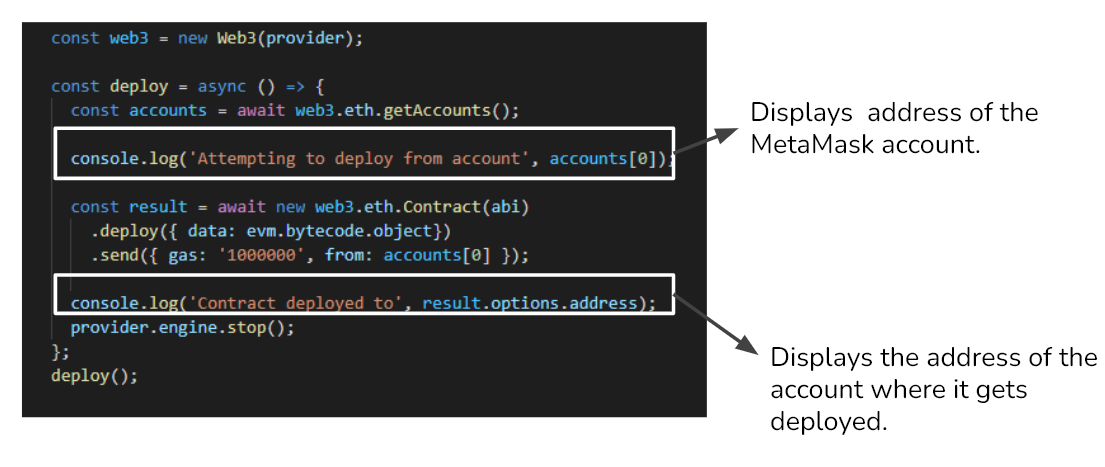 const web3 = new Web3(provider);
const deploy = async () => {
const accounts = await web3.eth.getAccounts();
console.log('Attempting to deploy from account', accounts[0]);
const result = await new web3.eth.Contract(abi)
.deploy({ data: evm.bytecode.object})
.send({ gas: '1000000', from: accounts[0] });
console.log('Contract deployed to', result.options.address);
provider.engine.stop();
};
deploy();
Displays address of the
MetaMask account.
Displays the address of the
account where it gets
deployed.